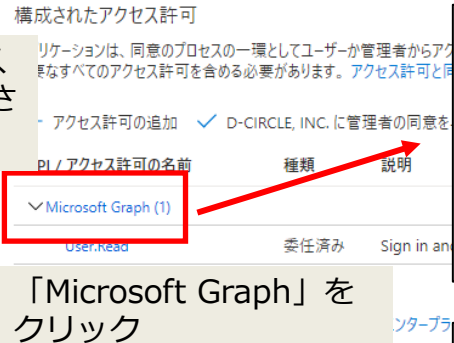 構成されたアクセス許可
リケーションは、同意のプロセスの一環としてユーザーか管理者からアク
要なすべてのアクセス許可を含める必要があります。アクセス許可と同
さ
アクセス許可の追加 ✓ D-CIRCLE, INC. に管理者の同意を
PI / アクセス許可の名前 種類 説明
Microsoft Graph (1)
User.Read 委任済み Sign in and
「Microsoft Graph」を
クリック
ンタープラ